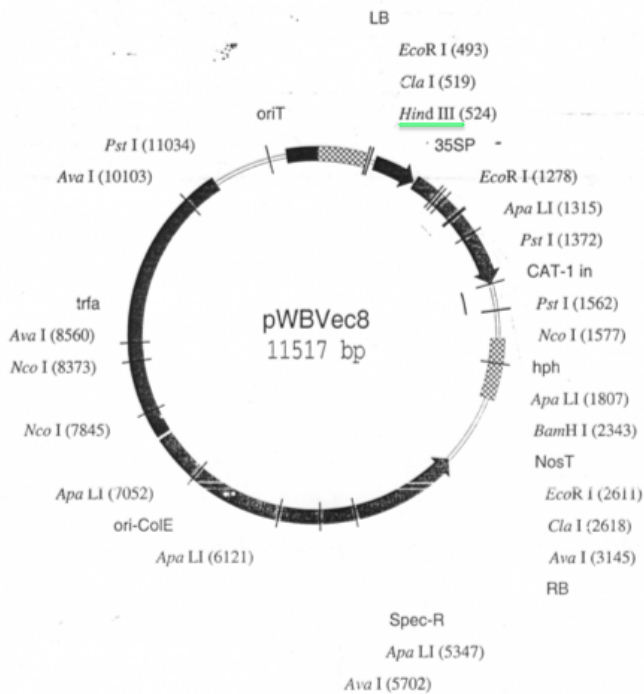 LB
EcoR I (493)
Cla I (519)
Hind III (524)
35SP
EcoR I (1278)
Apa LI (1315)
Pst I (1372)
CAT-1 in
Pst I (1562)
Nco I (1577)
hph
Apa LI (1807)
BamH I (2343)
NosT
EcoR I (2611)
Cla I (2618)
Ava I (3145)
RB
Spec-R
Apa LI (5347)
Ava I (5702)
Apa LI (6121)
ori-ColE
Apa LI (7052)
Nco I (7845)
Nco I (8373)
Ava I (8560)
trfa
Ava I (10103)
Pst I (11034)
oriT
pWBVec8
11517 bp